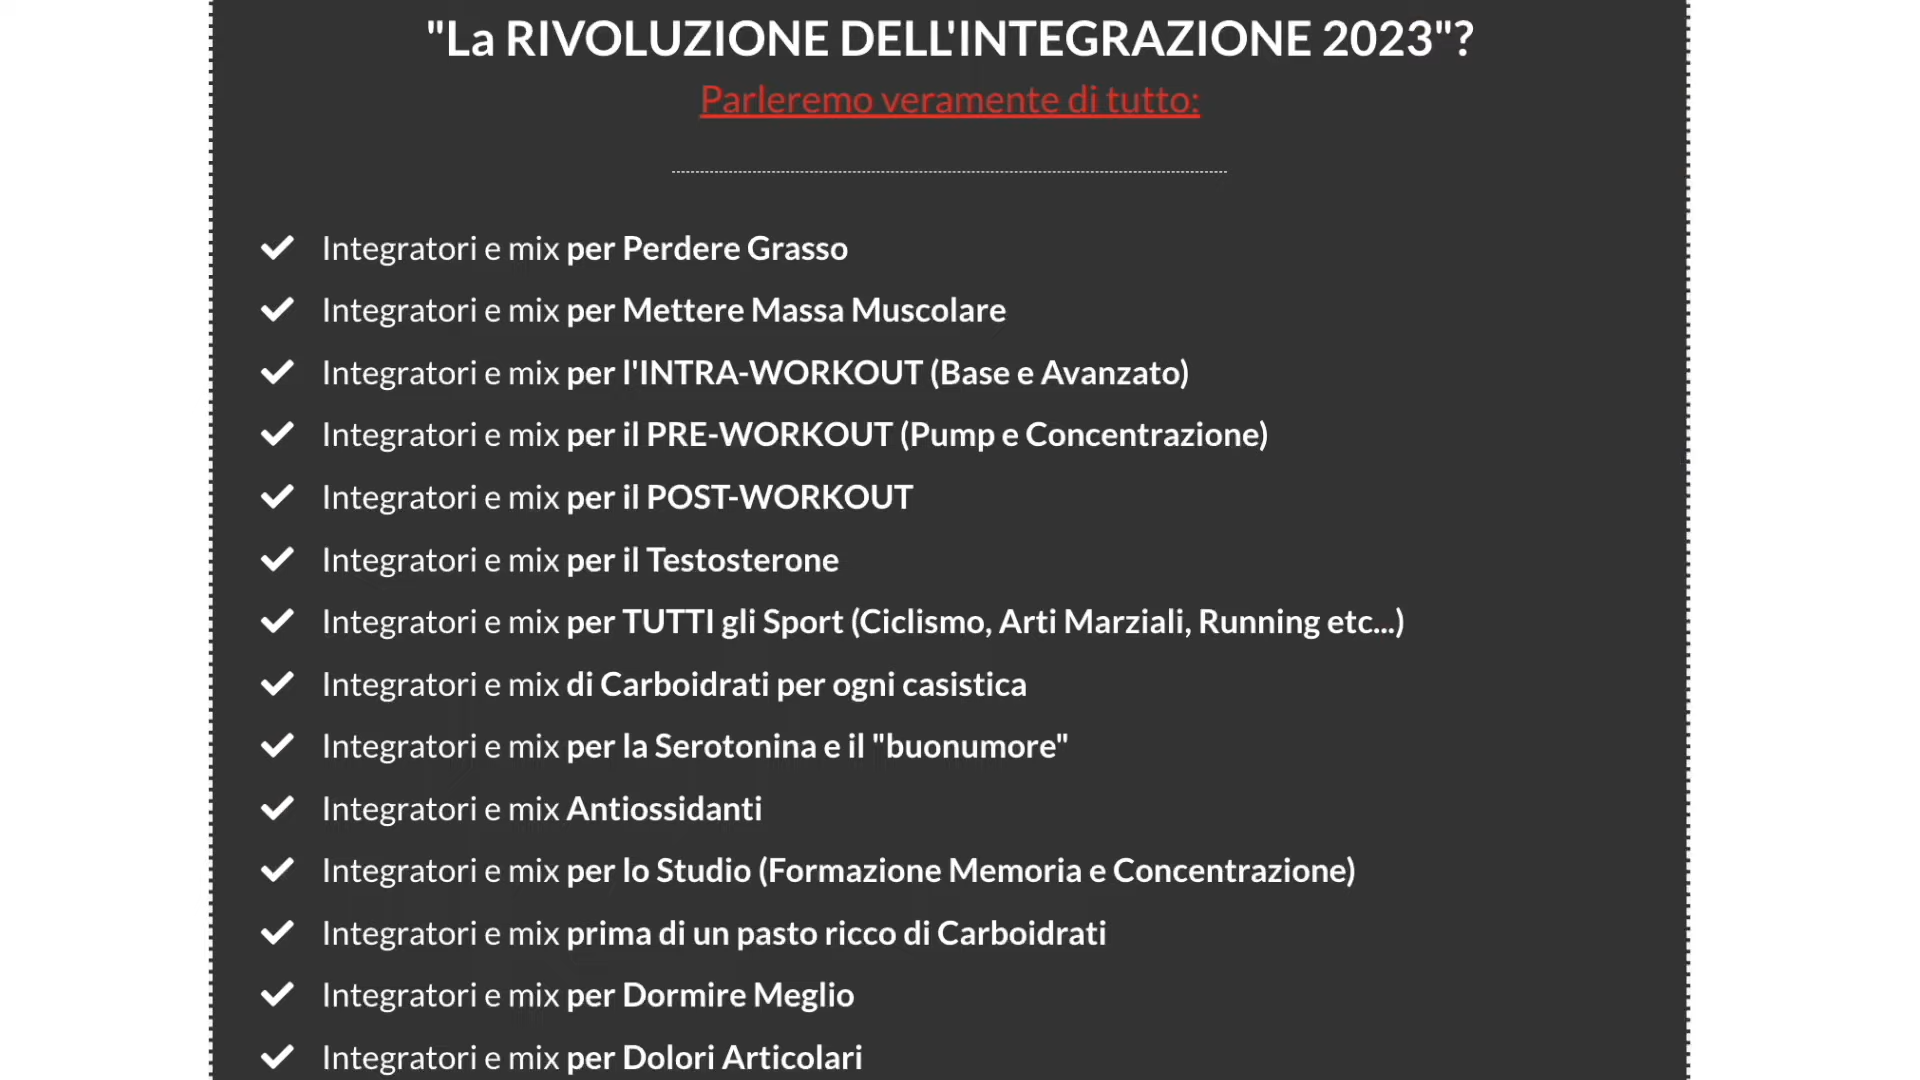 "La RIVOLUZIONE DELL'INTEGRAZIONE 2023"?
Parleremo veramente di tutto:
Integratori e mix per Perdere Grasso
Integratori e mix per Mettere Massa Muscolare
Integratori e mix per l'INTRA-WORKOUT (Base e Avanzato)
Integratori e mix per il PRE-WORKOUT (Pump e Concentrazione)
Integratori e mix per il POST-WORKOUT
Integratori e mix per il Testosterone
Integratori e mix per TUTTI gli Sport (Ciclismo, Arti Marziali, Running etc...)
Integratori e mix di Carboidrati per ogni casistica
Integratori e mix per la Serotonina e il "buonumore"
Integratori e mix Antiossidanti
Integratori e mix per lo Studio (Formazione Memoria e Concentrazione)
Integratori e mix prima di un pasto ricco di Carboidrati
Integratori e mix per Dormire Meglio
Integratori e mix per Dolori Articolari